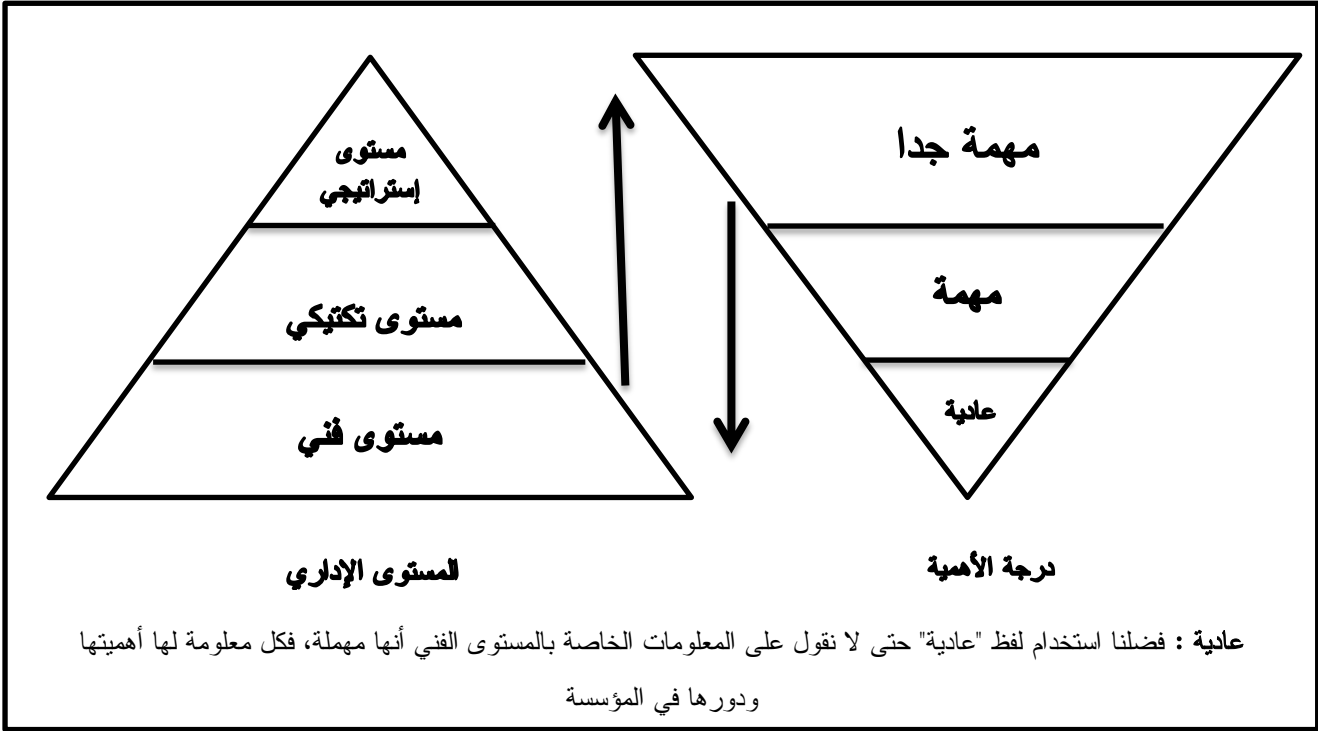 مهمة جدا
مهمة
عادية
درجة الأهمية
مستوى
إستراتيجي
مستوى تكتيكي
مستوى فني
المستوى الإداري
عادية : فضلنا استخدام لفظ "عادية" حتى لا نقول على المعلومات الخاصة بالمستوى الفني أنها مهملة، فكل معلومة لها أهميتها
ودورها في المؤسسة